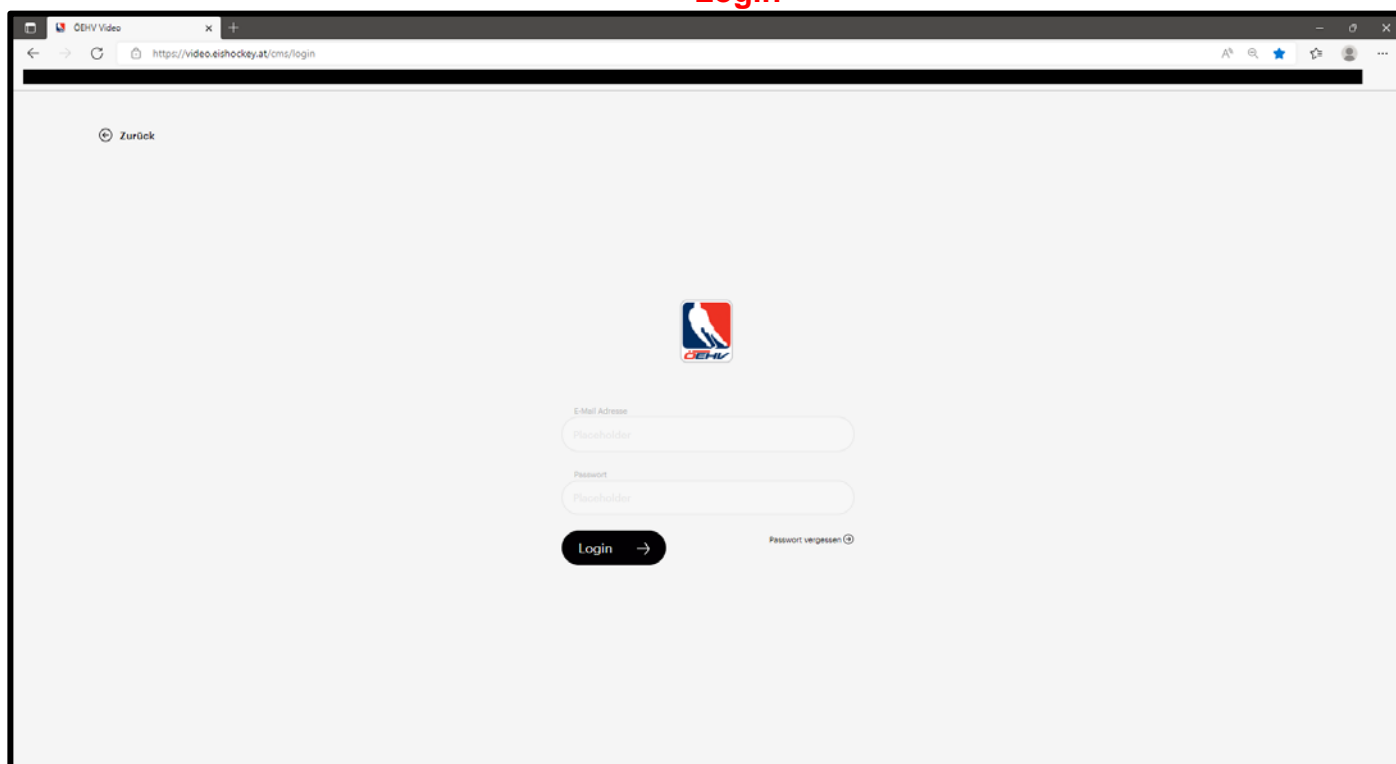 Login
ÖEHV Video
https://video.eishockey.at/cms/login
Zurück
ÖEHV
E-Mail Adresse
Placeholder
Passwort
Placeholder
Login
Passwort vergessen